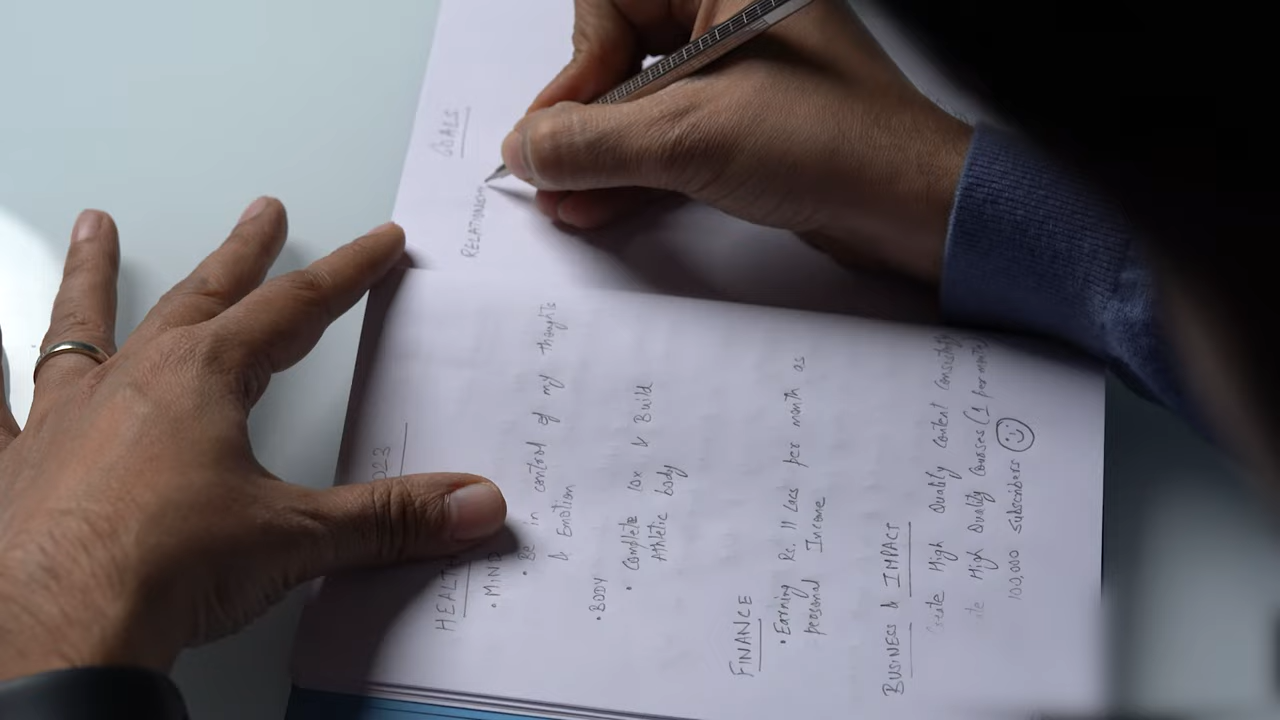 2023
HEALTH
• MIND
• Be in control of my thoughts
& Emotion
• BODY
• Complete 10x & Build
Athletic body
FINANCE
• Earning Rs. 11 Lacs per month as
personal Income
BUSINESS & IMPACT
High Quality Content Consistently
High Quality Courses (1 per month
100,000 Subscribers
GOALS
RELATIONSH